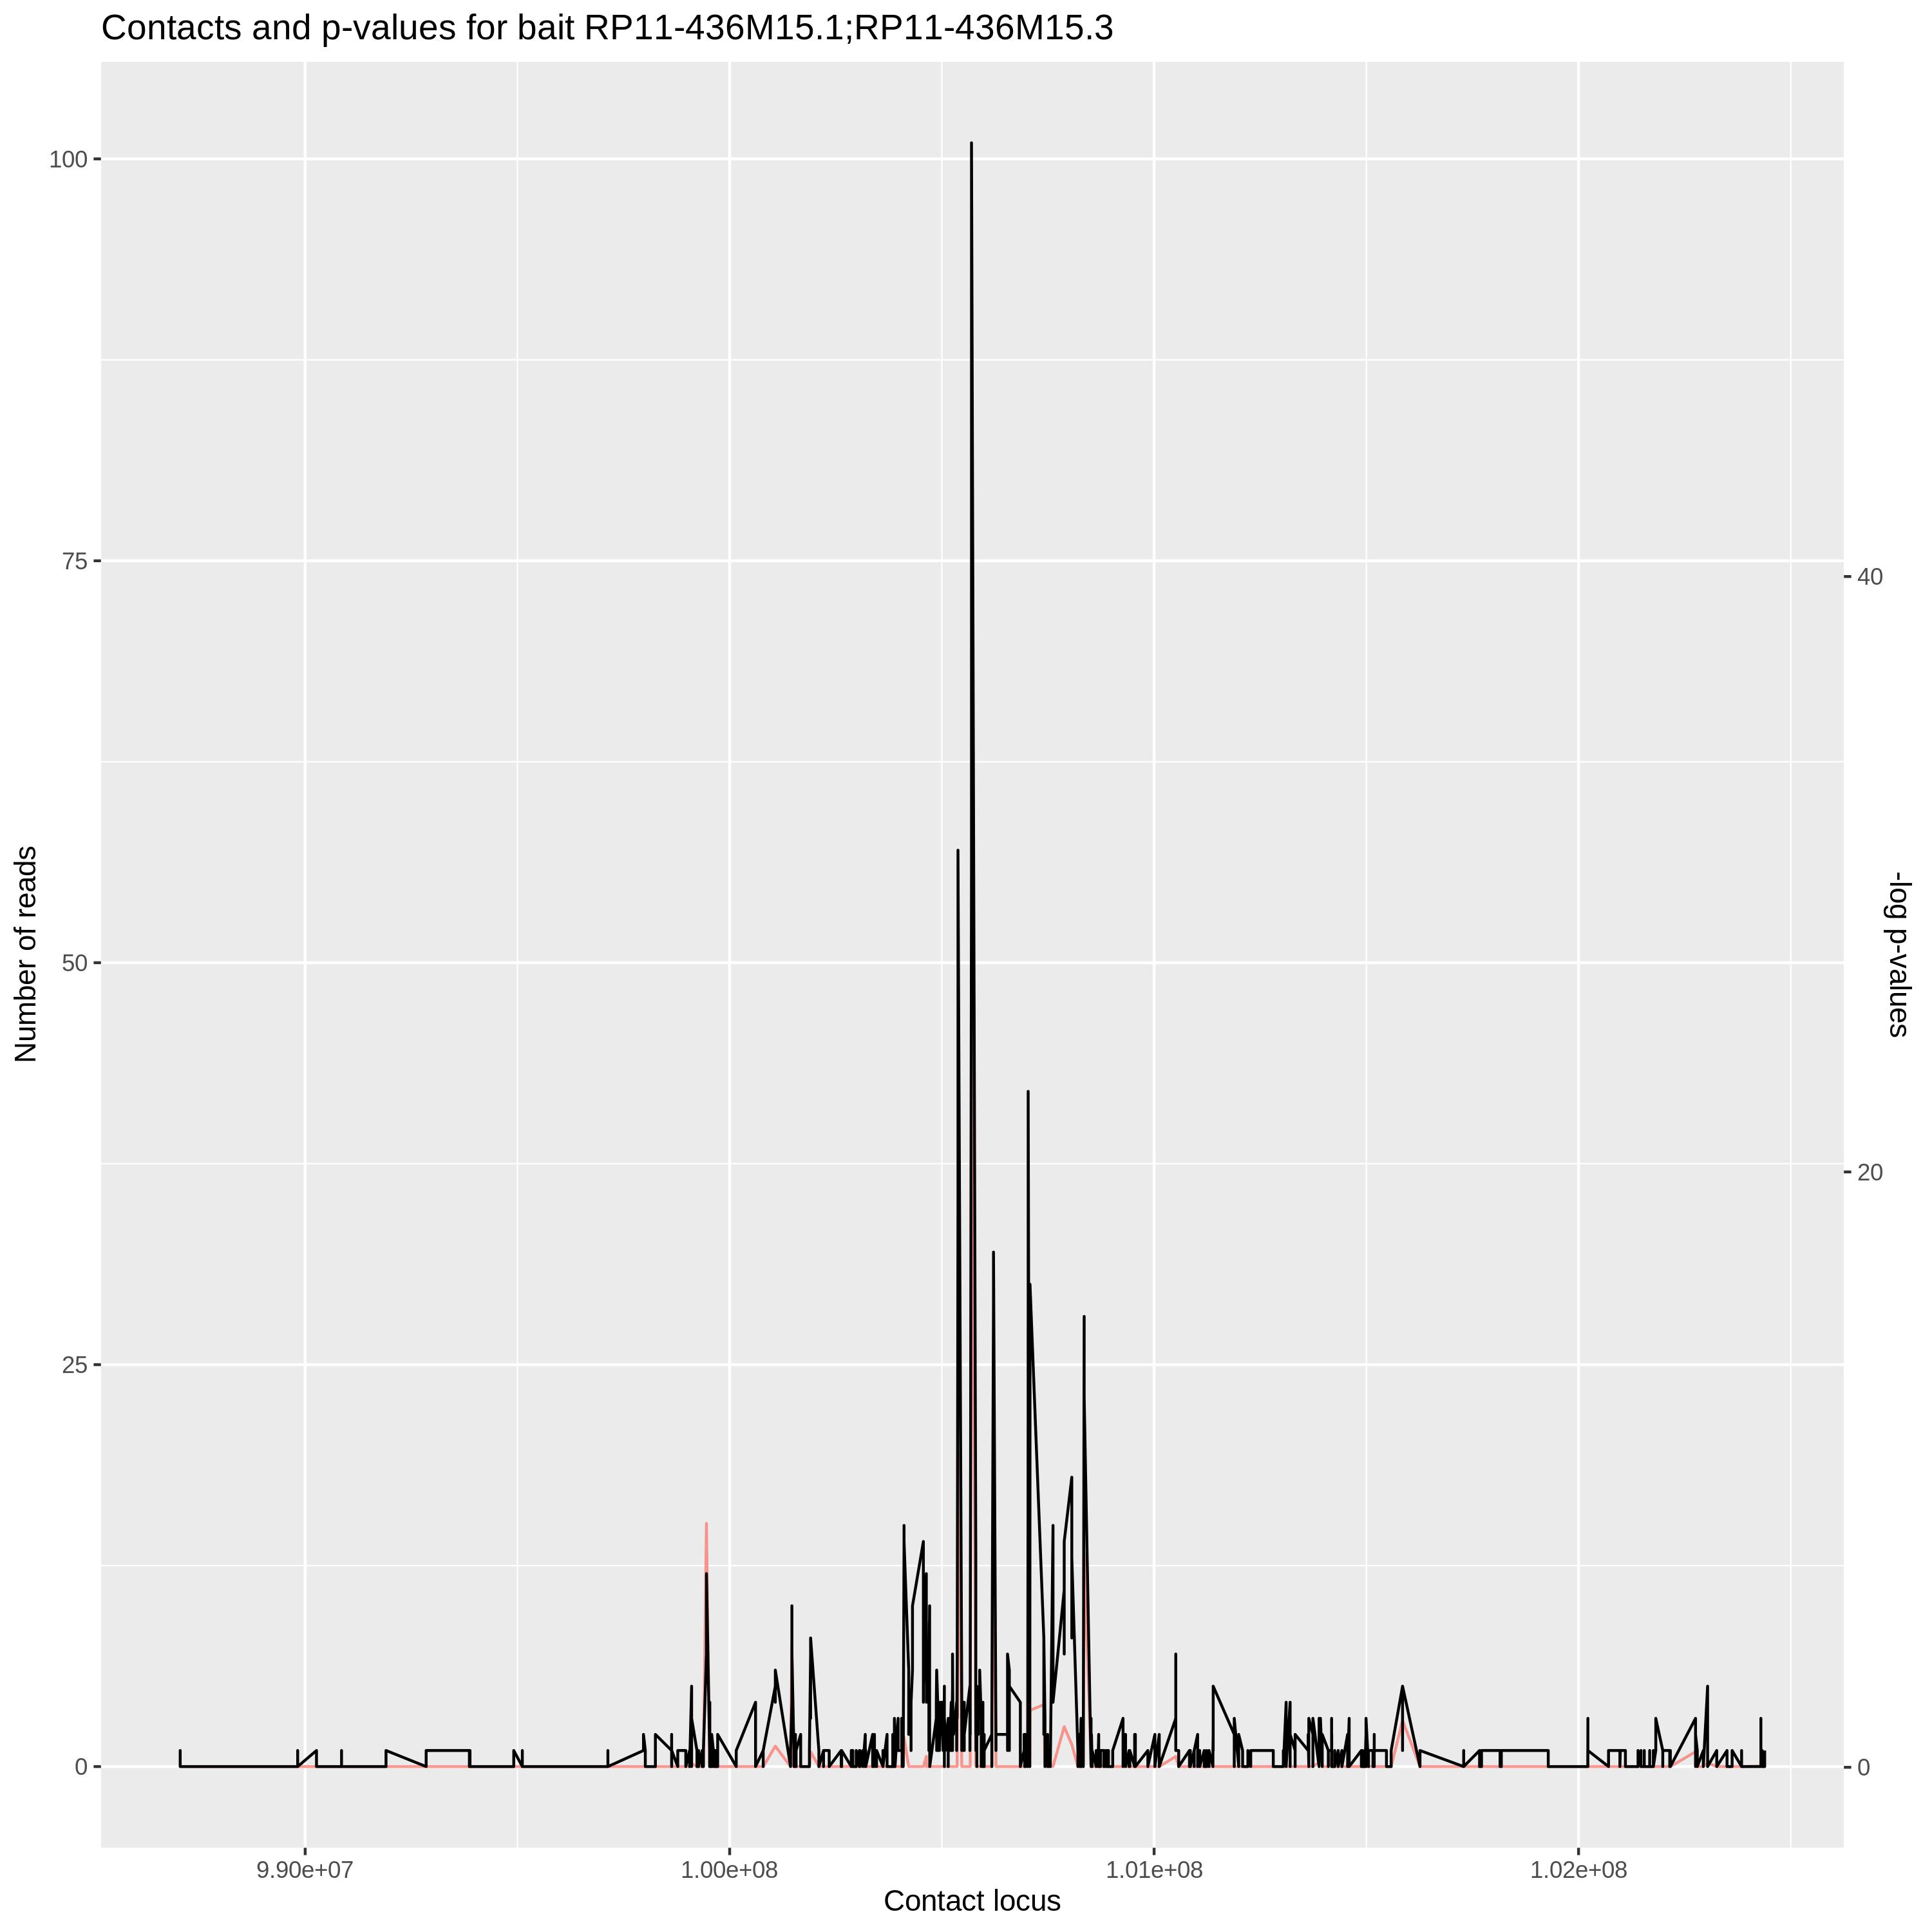 Contacts and p-values for bait RP11-436M15.1;RP11-436M15.3
100
75
50
25
0
Number of reads
40
20
0
-log p-values
9.90e+07 1.00e+08 1.01e+08 1.02e+08
Contact locus